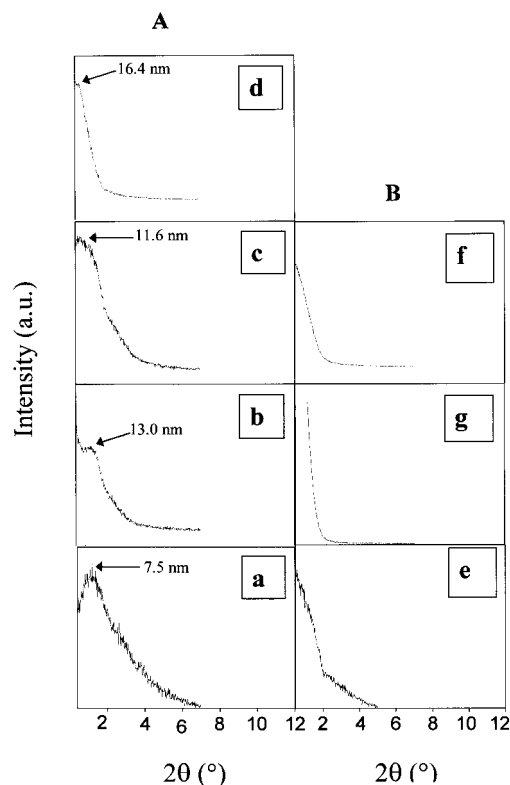 A
16.4 nm
d
B
11.6 nm
c
f
13.0 nm
b
g
7.5 nm
a
e
Intensity (a.u.)
2 4 6 8 10 12 2 4 6 8 10 12
2θ (°) 2θ (°)